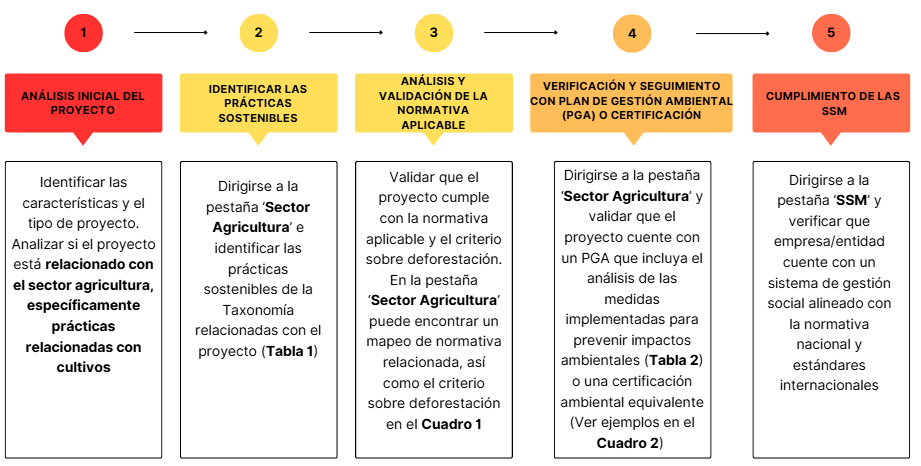 1
2
3
4
5
ANÁLISIS INICIAL DEL
PROYECTO
IDENTIFICAR LAS
PRÁCTICAS
SOSTENIBLES
ANÁLISIS Y
VALIDACIÓN DE LA
NORMATIVA
APLICABLE
VERIFICACIÓN Y SEGUIMIENTO
CON PLAN DE GESTIÓN AMBIENTAL
(PGA) O CERTIFICACIÓN
CUMPLIMIENTO DE LAS
SSM
Identificar las
características y el
tipo de proyecto.
Analizar si el proyecto
está relacionado con
el sector agricultura,
específicamente
prácticas
relacionadas con
cultivos
Dirigirse a la
pestaña ‘Sector
Agricultura’ e
identificar las
prácticas
sostenibles de la
Taxonomía
relacionadas con el
proyecto (Tabla 1)
Validar que el
proyecto cumple
con la normativa
aplicable y el criterio
sobre deforestación.
En la pestaña
‘Sector Agricultura’
puede encontrar un
mapeo de normativa
relacionada, así
como el criterio
sobre deforestación
en el Cuadro 1
Dirigirse a la pestaña
‘Sector Agricultura’ y
validar que el
proyecto cuente con
un PGA que incluya el
análisis de las
medidas
implementadas para
prevenir impactos
ambientales (Tabla 2)
o una certificación
ambiental equivalente
(Ver ejemplos en el
Cuadro 2)
Dirigirse a la
pestaña ‘SSM’ y
verificar que
empresa/entidad
cuente con un
sistema de gestión
social alineado con
la normativa
nacional y
estándares
internacionales